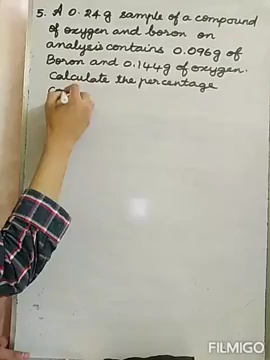 5. A 0.24 g sample of a compound
of oxygen and boron on
analysis contains 0.096g of
Boron and 0.144g of oxygen.
Calculate the percentage
FILMIGO